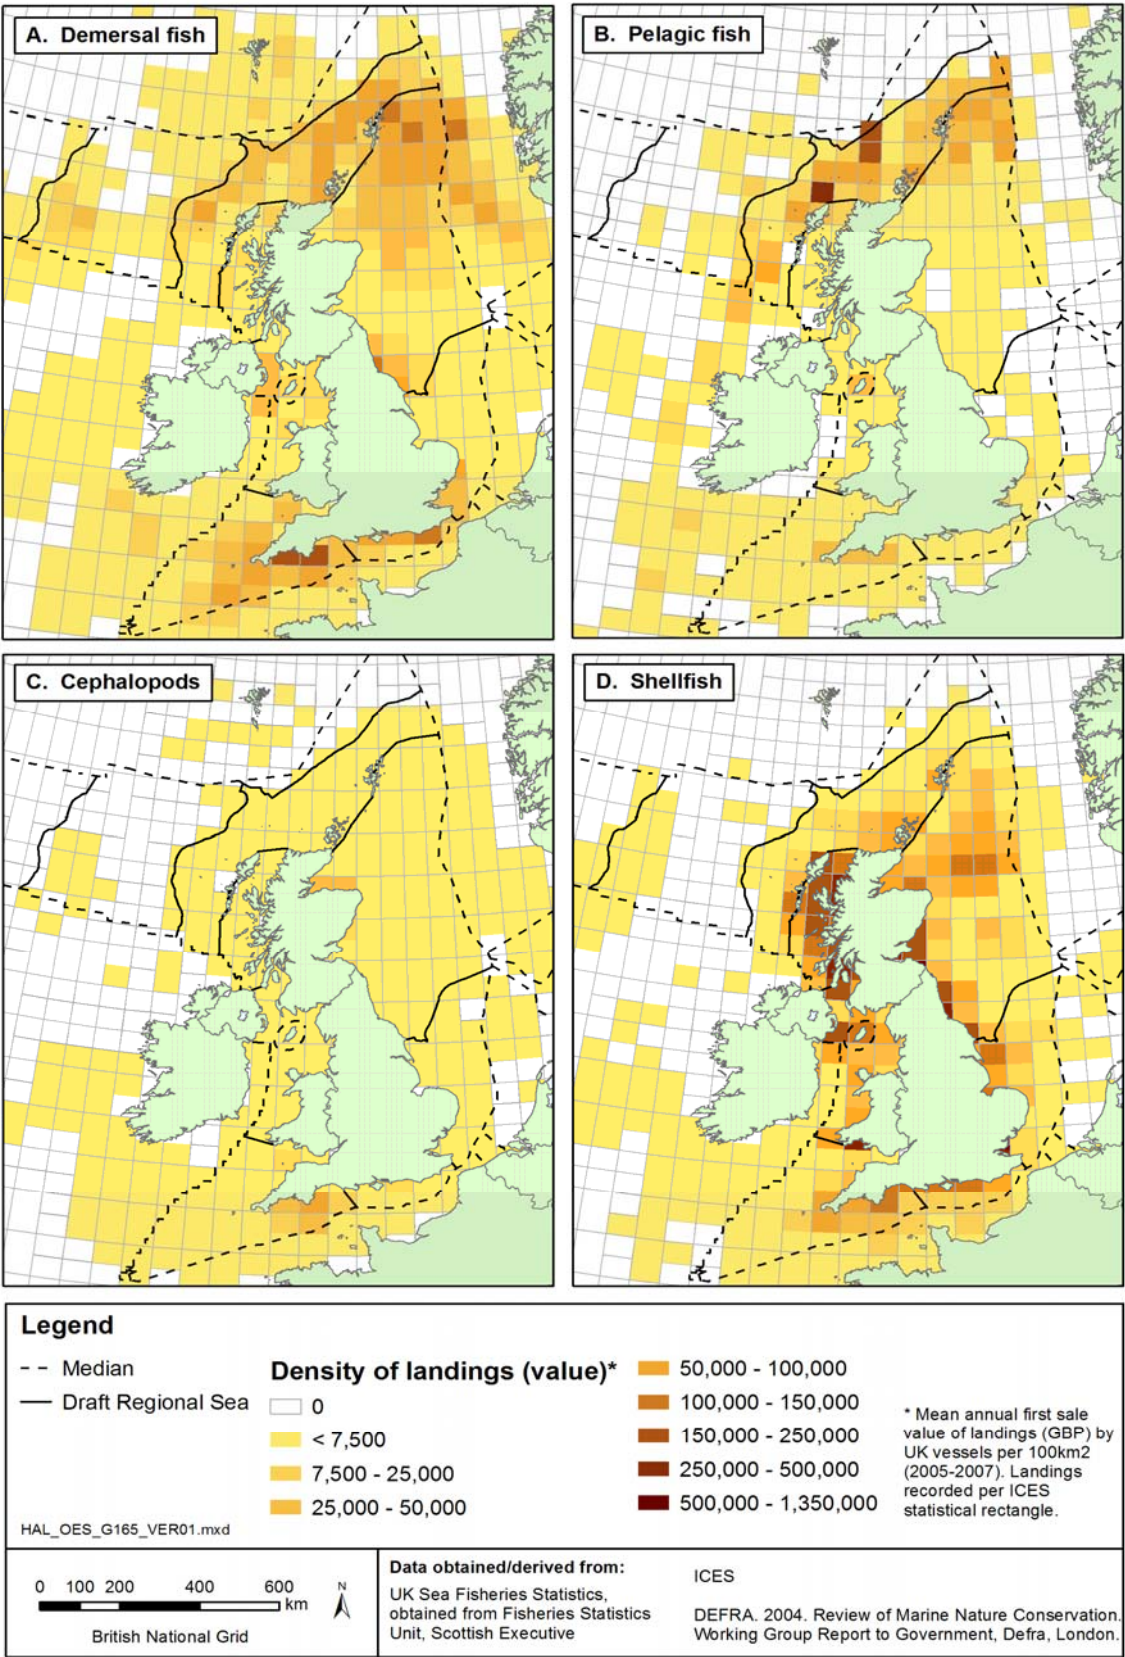 A. Demersal fish
B. Pelagic fish
C. Cephalopods
D. Shellfish
Legend
Median
Draft Regional Sea
HAL_OES_G165_VER01.mxd
Density of landings (value)*
0
< 7,500
7,500 - 25,000
25,000 - 50,000
50,000 - 100,000
100,000 - 150,000
150,000 - 250,000
250,000 - 500,000
500,000 - 1,350,000
* Mean annual first sale
value of landings (GBP) by
UK vessels per 100km2
(2005-2007). Landings
recorded per ICES
statistical rectangle.
0 100 200 400 600
km
N
British National Grid
Data obtained/derived from:
UK Sea Fisheries Statistics,
obtained from Fisheries Statistics
Unit, Scottish Executive
ICES
DEFRA. 2004. Review of Marine Nature Conservation.
Working Group Report to Government, Defra, London.